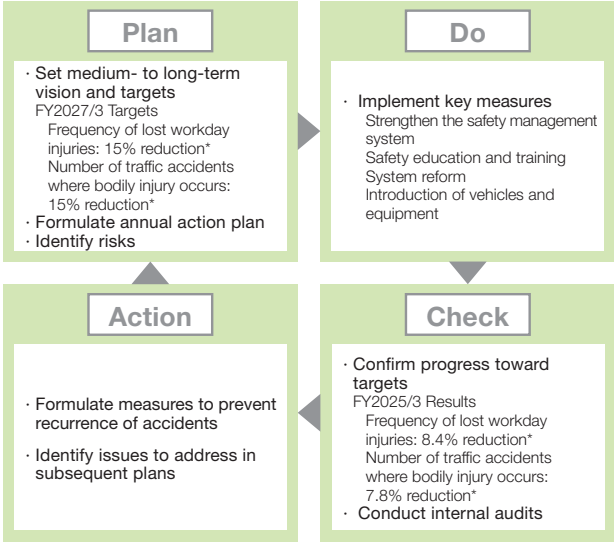 Plan
· Set medium- to long-term
vision and targets
FY2027/3 Targets
Frequency of lost workday
injuries: 15% reduction*
Number of traffic accidents
where bodily injury occurs:
15% reduction*
· Formulate annual action plan
· Identify risks
Do
· Implement key measures
Strengthen the safety management
system
Safety education and training
System reform
Introduction of vehicles and
equipment
Action
· Formulate measures to prevent
recurrence of accidents
· Identify issues to address in
subsequent plans
Check
· Confirm progress toward
targets
FY2025/3 Results
Frequency of lost workday
injuries: 8.4% reduction*
Number of traffic accidents
where bodily injury occurs:
7.8% reduction*
· Conduct internal audits